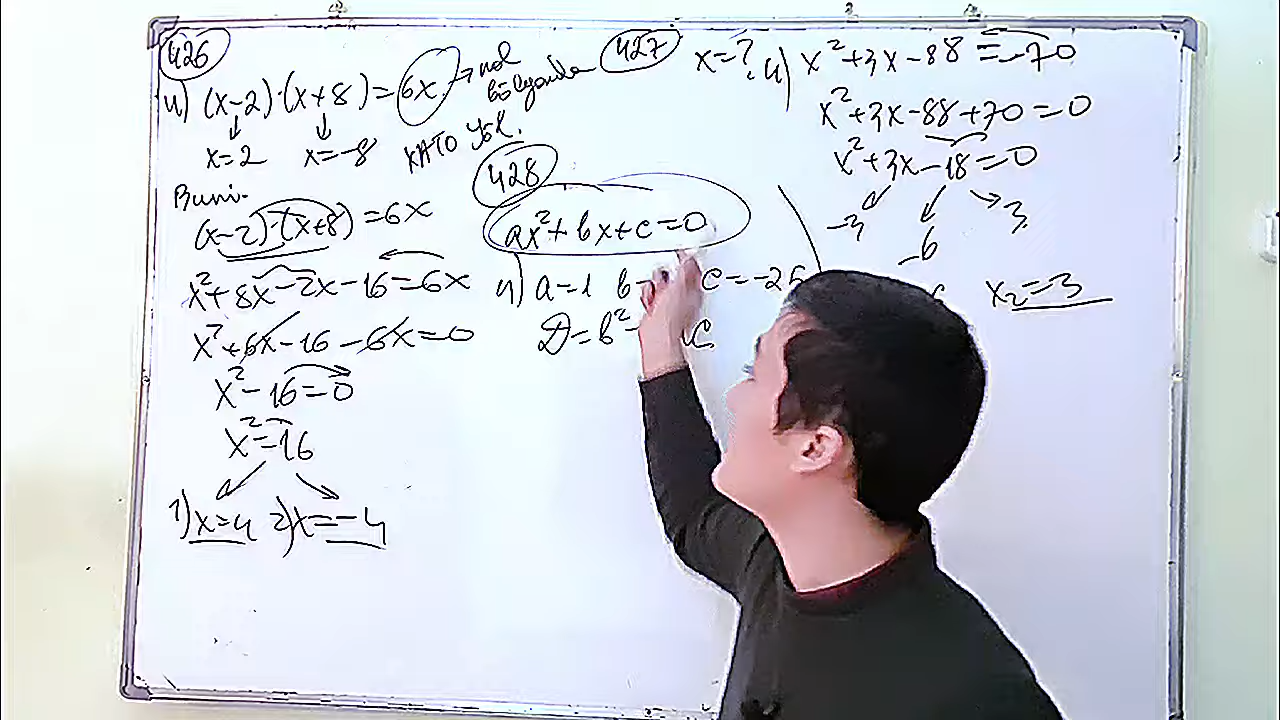 426
4) (x-2)·(x+8)=6x → nol
bõlganda
x=2 x=-8 XATO
(x-2)·(x+8)=6x
x²+8x-2x-16=6x
x²+6x-16-6x=0
x²-16=0
x²=16
1) x=4 2) x=-4
428
ax²+bx+c=0
4) a=1 b= c=-26
D=b²- c
427 x=? 4) x²+3x-88=-70
x²+3x-88+70=0
x²+3x-18=0
-3 3
-6
x₂=3